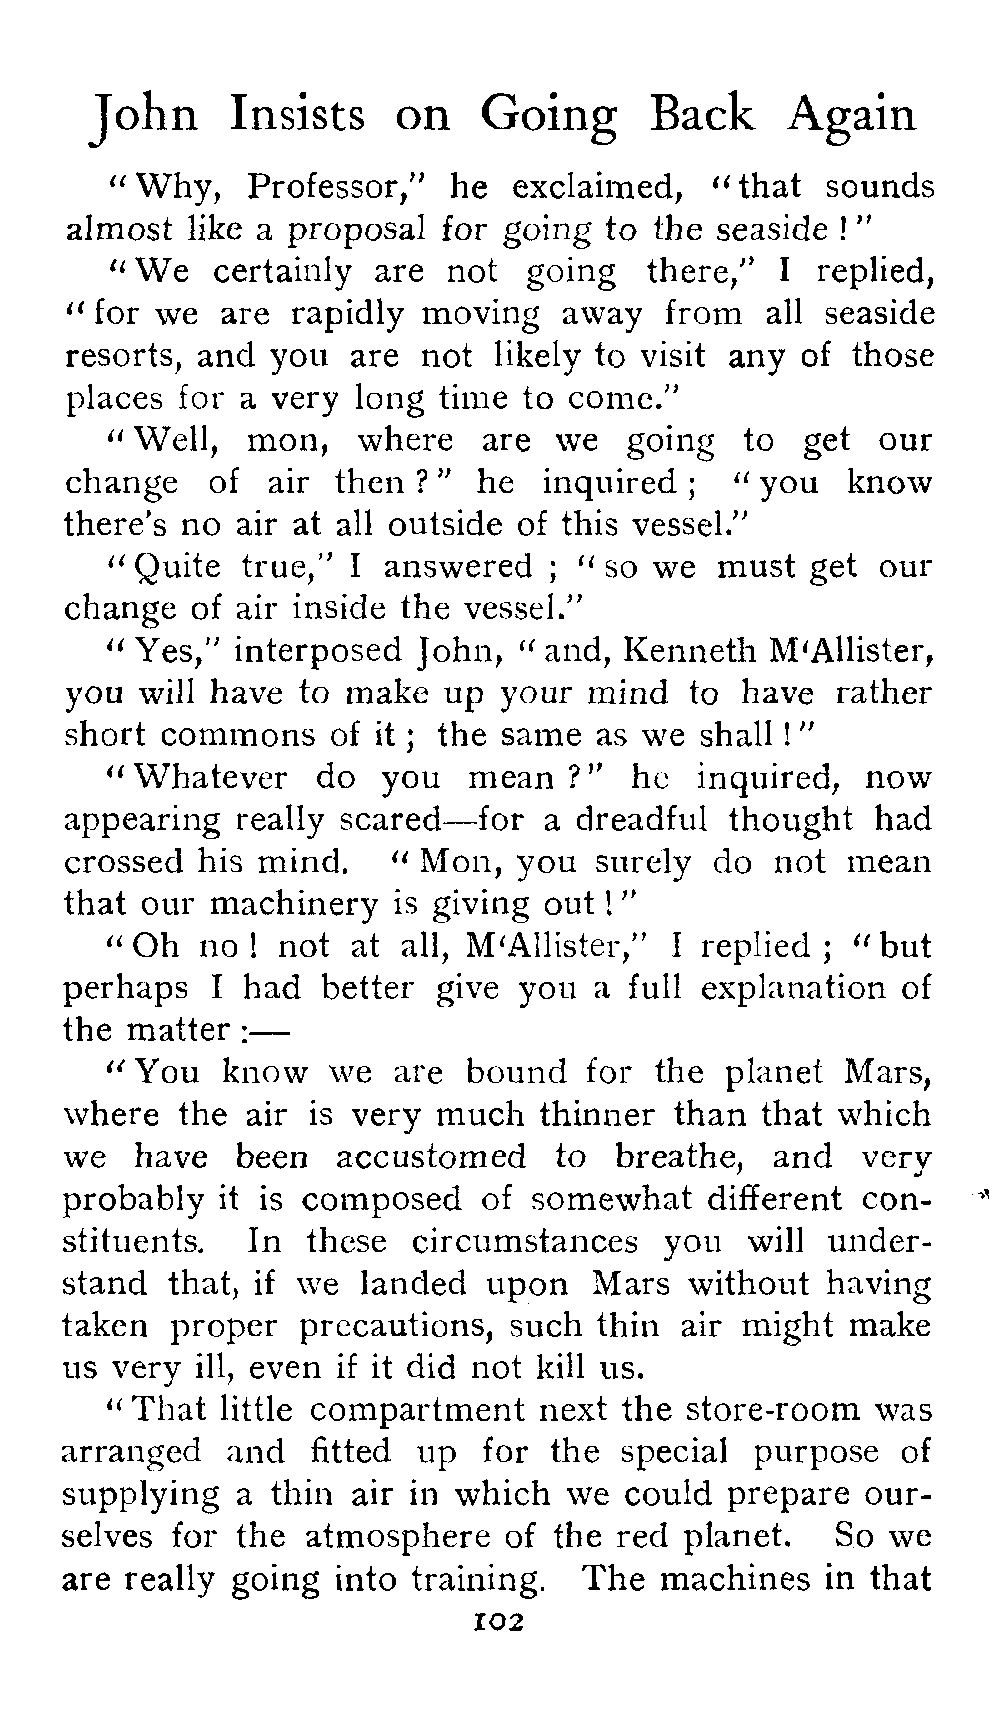 John Insists on Going Back Again
“Why, Professor,” he exclaimed, “that sounds
almost like a proposal for going to the seaside!”
“We certainly are not going there,” I replied,
“for we are rapidly moving away from all seaside
resorts, and you are not likely to visit any of those
places for a very long time to come.”
“Well, mon, where are we going to get our
change of air then?” he inquired; “you know
there's no air at all outside of this vessel.”
“Quite true,” I answered; “so we must get our
change of air inside the vessel.”
“Yes,” interposed John, “and, Kenneth M‘Allister,
you will have to make up your mind to have rather
short commons of it; the same as we shall!”
“Whatever do you mean?” he inquired, now
appearing really scared—for a dreadful thought had
crossed his mind. “Mon, you surely do not mean
that our machinery is giving out!”
“Oh no! not at all, M‘Allister,” I replied; “but
perhaps I had better give you a full explanation of
the matter:—
“You know we are bound for the planet Mars,
where the air is very much thinner than that which
we have been accustomed to breathe, and very
probably it is composed of somewhat different con-
stituents. In these circumstances you will under-
stand that, if we landed upon Mars without having
taken proper precautions, such thin air might make
us very ill, even if it did not kill us.
“That little compartment next the store-room was
arranged and fitted up for the special purpose of
supplying a thin air in which we could prepare our-
selves for the atmosphere of the red planet. So we
are really going into training. The machines in that
102